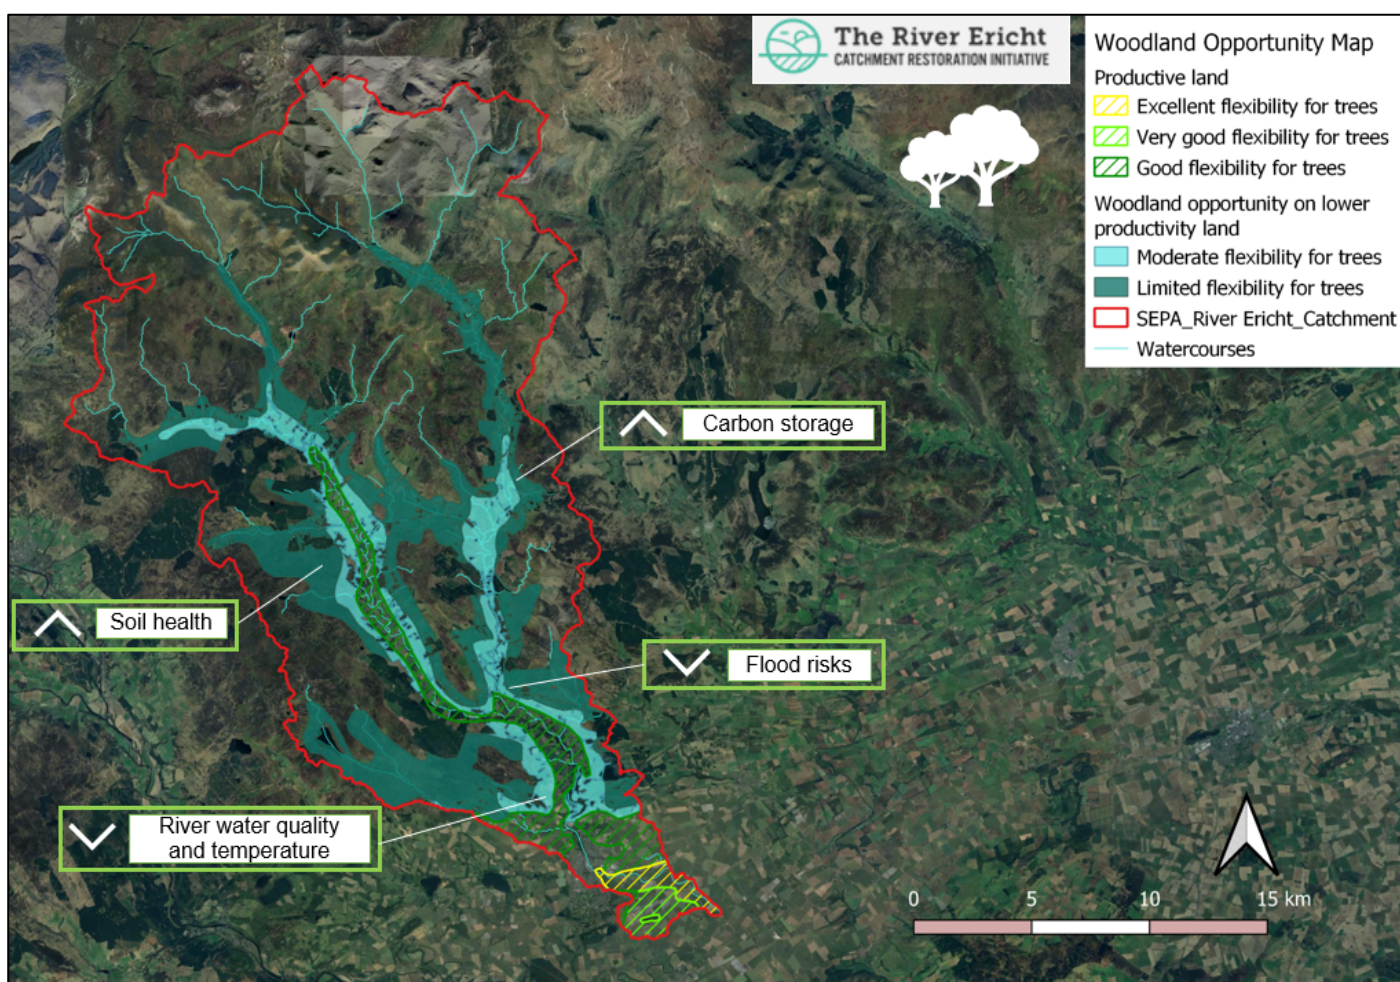 The River Ericht
CATCHMENT RESTORATION INITIATIVE
Woodland Opportunity Map
Productive land
Excellent flexibility for trees
Very good flexibility for trees
Good flexibility for trees
Woodland opportunity on lower
productivity land
Moderate flexibility for trees
Limited flexibility for trees
SEPA_River Ericht_Catchment
Watercourses
Carbon storage
Soil health
Flood risks
River water quality
and temperature
0 5 10 15 km